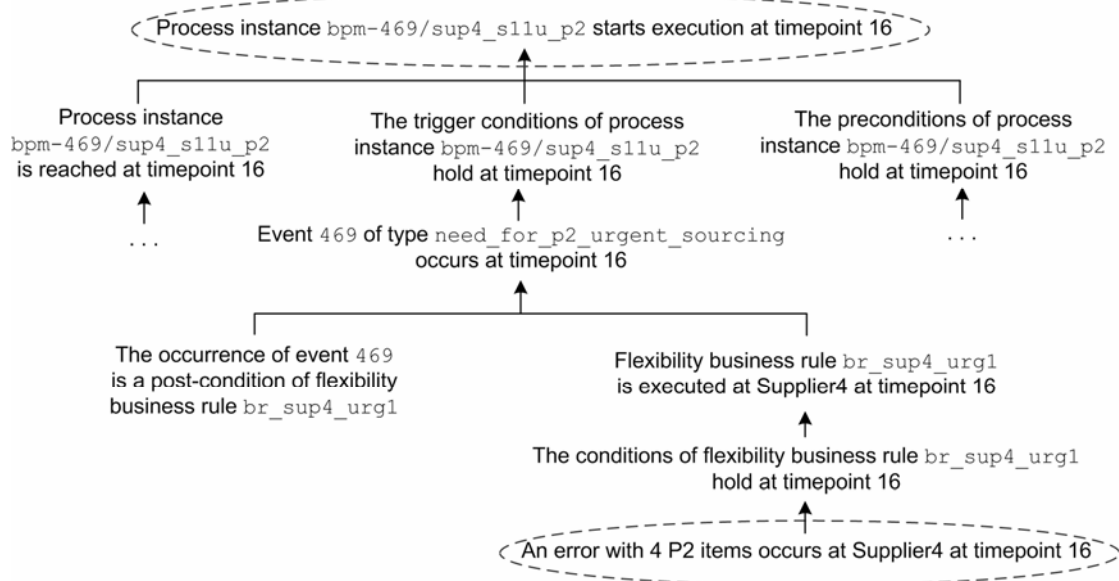 Process instance bpm-469/sup4_s11u_p2 starts execution at timepoint 16
Process instance
bpm-469/sup4_s11u_p2
is reached at timepoint 16
The trigger conditions of process
instance bpm-469/sup4_s11u_p2
hold at timepoint 16
The preconditions of process
instance bpm-469/sup4_s11u_p2
hold at timepoint 16
...
Event 469 of type need_for_p2_urgent_sourcing
occurs at timepoint 16
...
The occurrence of event 469
is a post-condition of flexibility
business rule br_sup4_urg1
Flexibility business rule br_sup4_urg1
is executed at Supplier4 at timepoint 16
The conditions of flexibility business rule br_sup4_urg1
hold at timepoint 16
An error with 4 P2 items occurs at Supplier4 at timepoint 16